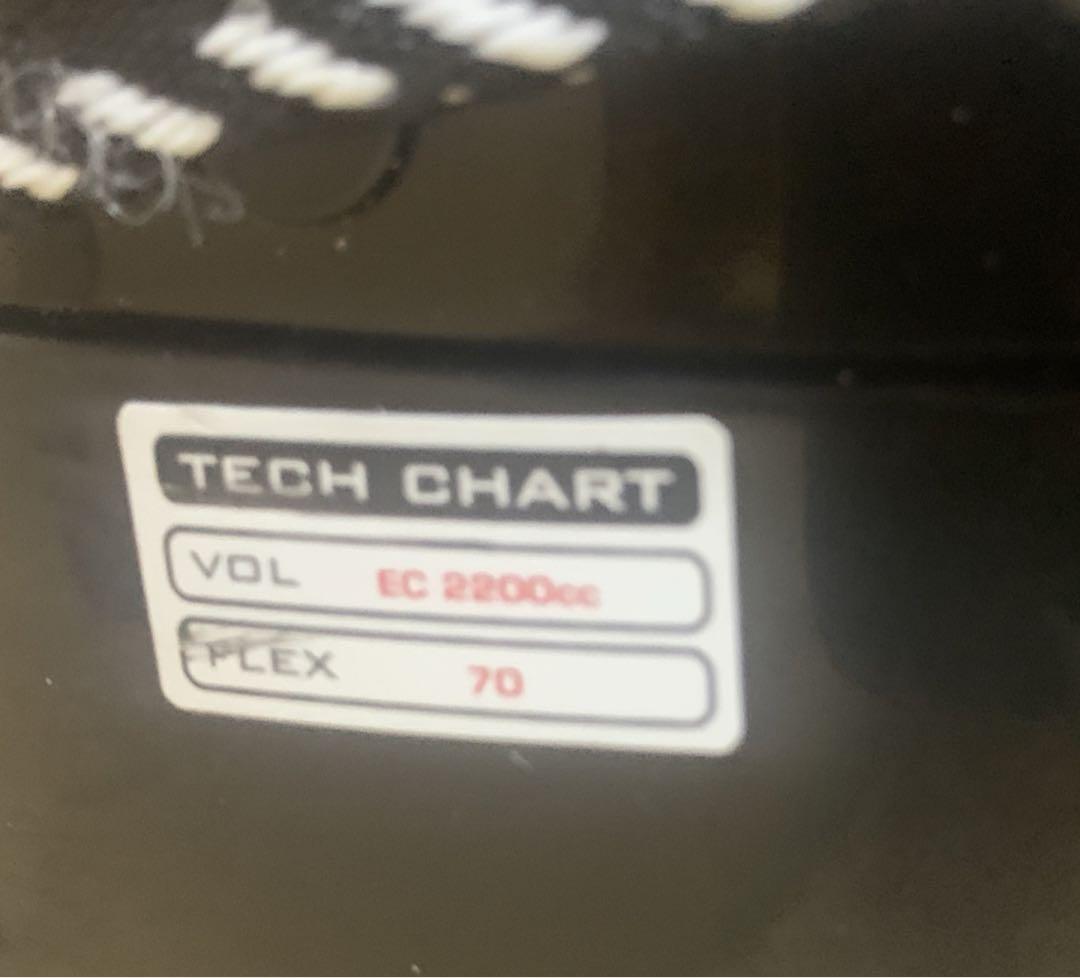 TECH CHART
VOL EC 2200cc
FLEX 70